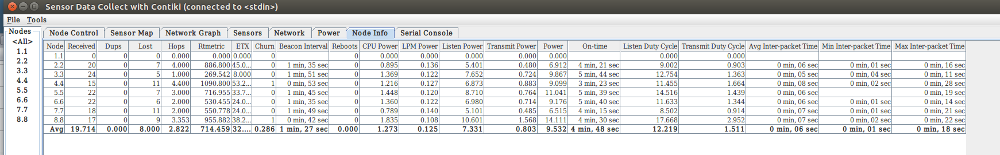 Sensor Data Collect with Contiki (connected to <stdin>)
File Tools
Nodes
<All>
1.1
2.2
3.3
4.4
5.5
6.6
7.7
8.8
Node Control Sensor Map Network Graph Sensors Network Power Node Info Serial Console
Node Received Dups Lost Hops Rtmetric ETX Churn Beacon Interval Reboots CPU Power LPM Power Listen Power Transmit Power Power On-time Listen Duty Cycle Transmit Duty Cycle Avg Inter-packet Time Min Inter-packet Time Max Inter-packet Time
1.1 0 0 0 0.000 0.000 0.000 0 0 0.000 0.000 0.000 0.000 0.000 0.000 0.000
2.2 20 0 7 4.000 886.800 45.0... 0 1 min, 35 sec 0 0.895 0.136 5.401 0.480 6.912 4 min, 21 sec 9.002 0.903 0 min, 06 sec 0 min, 01 sec 0 min, 16 sec
3.3 24 0 5 1.000 269.542 8.000 0 1 min, 51 sec 0 1.369 0.122 7.652 0.724 9.867 5 min, 44 sec 12.754 1.363 0 min, 05 sec 0 min, 04 sec 0 min, 11 sec
4.4 15 0 11 4.400 1090.800 53.2... 1 0 min, 53 sec 0 1.216 0.127 6.873 0.883 9.099 3 min, 23 sec 11.455 1.664 0 min, 08 sec 0 min, 02 sec 0 min, 28 sec
5.5 22 0 7 3.000 716.955 33.7... 0 1 min, 45 sec 0 1.448 0.120 8.710 0.764 11.041 5 min, 39 sec 14.516 1.439 0 min, 06 sec 0 min, 19 sec
6.6 22 0 6 2.000 530.455 24.0... 0 1 min, 35 sec 0 1.360 0.122 6.980 0.714 9.176 5 min, 40 sec 11.633 1.344 0 min, 06 sec 0 min, 01 sec 0 min, 14 sec
7.7 18 0 11 2.000 550.778 24.0... 0 1 min, 49 sec 0 0.789 0.140 5.101 0.485 6.515 4 min, 15 sec 8.502 0.914 0 min, 07 sec 0 min, 01 sec 0 min, 21 sec
8.8 17 0 9 3.353 955.882 38.2... 1 0 min, 42 sec 0 1.835 0.108 10.601 1.568 14.111 4 min, 30 sec 17.668 2.952 0 min, 07 sec 0 min, 02 sec 0 min, 22 sec
Avg 19.714 0.000 8.000 2.822 714.459 32.... 0.286 1 min, 27 sec 0.000 1.273 0.125 7.331 0.803 9.532 4 min, 48 sec 12.219 1.511 0 min, 06 sec 0 min, 01 sec 0 min, 18 sec